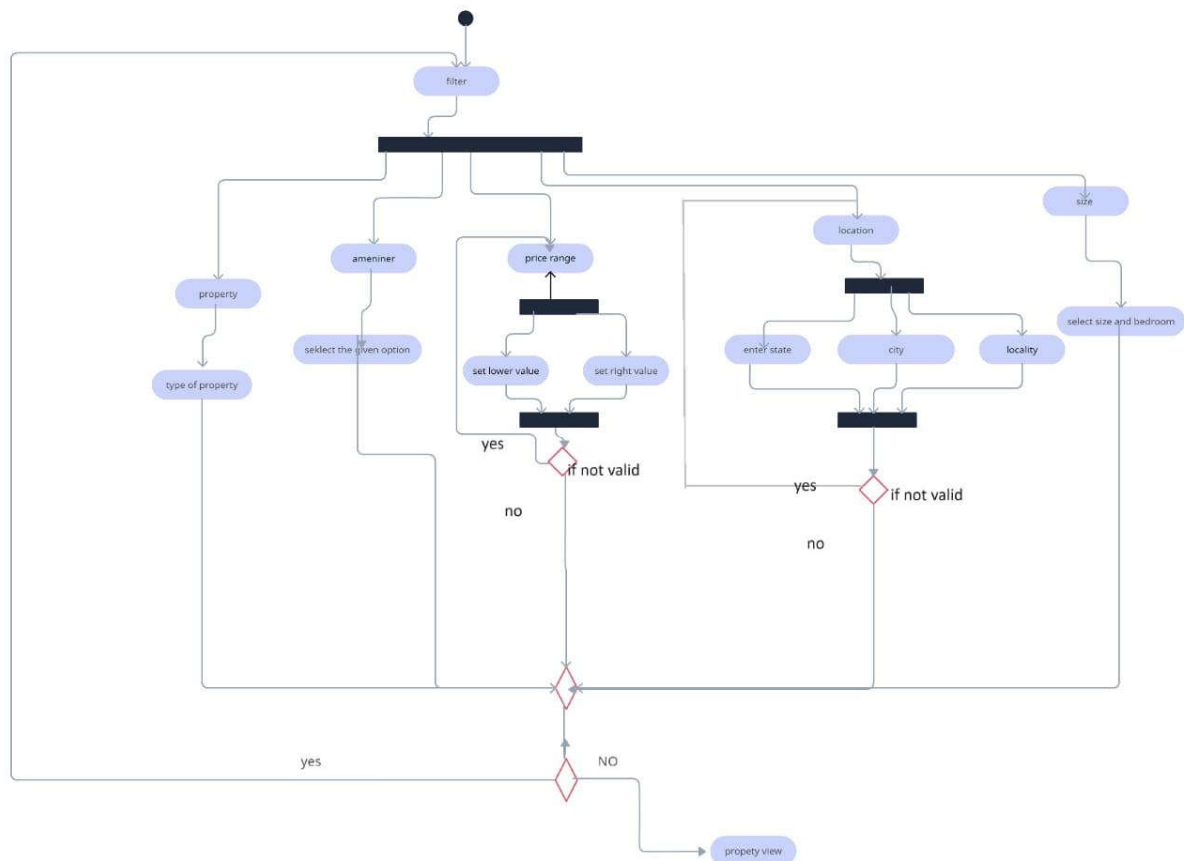 filter
size
location
ameniner
price range
property
select size and bedroom
seklect the given option
enter state
city
locality
type of property
set lower value
set right value
yes
if not valid
yes
if not valid
no
no
yes
NO
propety view